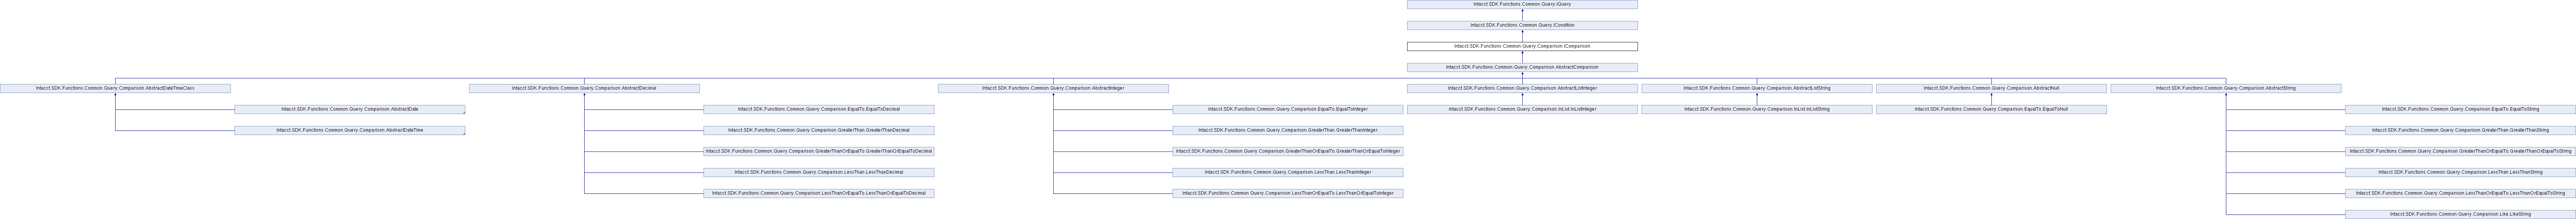 Intacct.SDK.Functions.Common.Query.IQuery
Intacct.SDK.Functions.Common.Query.ICondition
Intacct.SDK.Functions.Common.Query.Comparison.IComparison
Intacct.SDK.Functions.Common.Query.Comparison.AbstractComparison
Intacct.SDK.Functions.Common.Query.Comparison.AbstractDateTimeClass
Intacct.SDK.Functions.Common.Query.Comparison.AbstractDecimal
Intacct.SDK.Functions.Common.Query.Comparison.AbstractInteger
Intacct.SDK.Functions.Common.Query.Comparison.AbstractListInteger
Intacct.SDK.Functions.Common.Query.Comparison.AbstractListString
Intacct.SDK.Functions.Common.Query.Comparison.AbstractNull
Intacct.SDK.Functions.Common.Query.Comparison.AbstractString
Intacct.SDK.Functions.Common.Query.Comparison.AbstractDate
Intacct.SDK.Functions.Common.Query.Comparison.EqualTo.EqualToDecimal
Intacct.SDK.Functions.Common.Query.Comparison.EqualTo.EqualToInteger
Intacct.SDK.Functions.Common.Query.Comparison.InList.InListInteger
Intacct.SDK.Functions.Common.Query.Comparison.InList.InListString
Intacct.SDK.Functions.Common.Query.Comparison.EqualTo.EqualToNull
Intacct.SDK.Functions.Common.Query.Comparison.EqualTo.EqualToString
Intacct.SDK.Functions.Common.Query.Comparison.AbstractDateTime
Intacct.SDK.Functions.Common.Query.Comparison.GreaterThan.GreaterThanDecimal
Intacct.SDK.Functions.Common.Query.Comparison.GreaterThan.GreaterThanInteger
Intacct.SDK.Functions.Common.Query.Comparison.GreaterThan.GreaterThanString
Intacct.SDK.Functions.Common.Query.Comparison.GreaterThanOrEqualTo.GreaterThanOrEqualToDecimal
Intacct.SDK.Functions.Common.Query.Comparison.GreaterThanOrEqualTo.GreaterThanOrEqualToInteger
Intacct.SDK.Functions.Common.Query.Comparison.GreaterThanOrEqualTo.GreaterThanOrEqualToString
Intacct.SDK.Functions.Common.Query.Comparison.LessThan.LessThanDecimal
Intacct.SDK.Functions.Common.Query.Comparison.LessThan.LessThanInteger
Intacct.SDK.Functions.Common.Query.Comparison.LessThan.LessThanString
Intacct.SDK.Functions.Common.Query.Comparison.LessThanOrEqualTo.LessThanOrEqualToDecimal
Intacct.SDK.Functions.Common.Query.Comparison.LessThanOrEqualTo.LessThanOrEqualToInteger
Intacct.SDK.Functions.Common.Query.Comparison.LessThanOrEqualTo.LessThanOrEqualToString
Intacct.SDK.Functions.Common.Query.Comparison.Like.LikeString